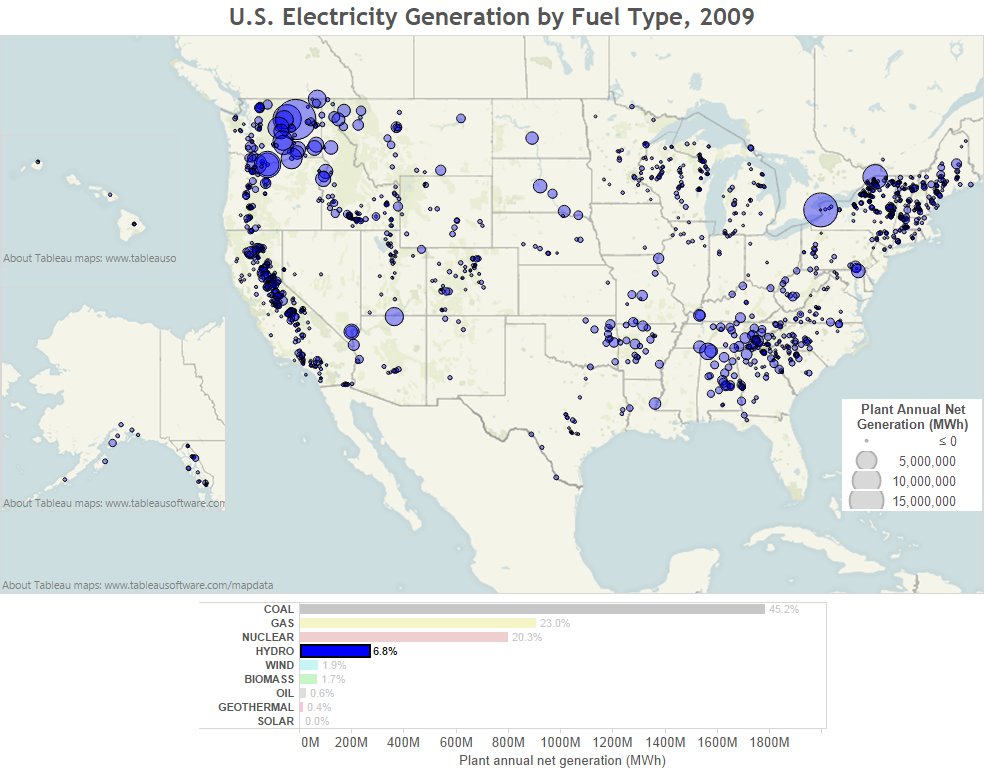 U.S. Electricity Generation by Fuel Type, 2009
About Tableau maps: www.tableauso
Plant Annual Net
Generation (MWh)
≤ 0
5,000,000
10,000,000
15,000,000
About Tableau maps: www.tableausoftware.com
About Tableau maps: www.tableausoftware.com/mapdata
COAL 45.2%
GAS 23.0%
NUCLEAR 20.3%
HYDRO 6.8%
WIND 1.9%
BIOMASS 1.7%
OIL 0.6%
GEOTHERMAL 0.4%
SOLAR 0.0%
0M 200M 400M 600M 800M 1000M 1200M 1400M 1600M 1800M
Plant annual net generation (MWh)